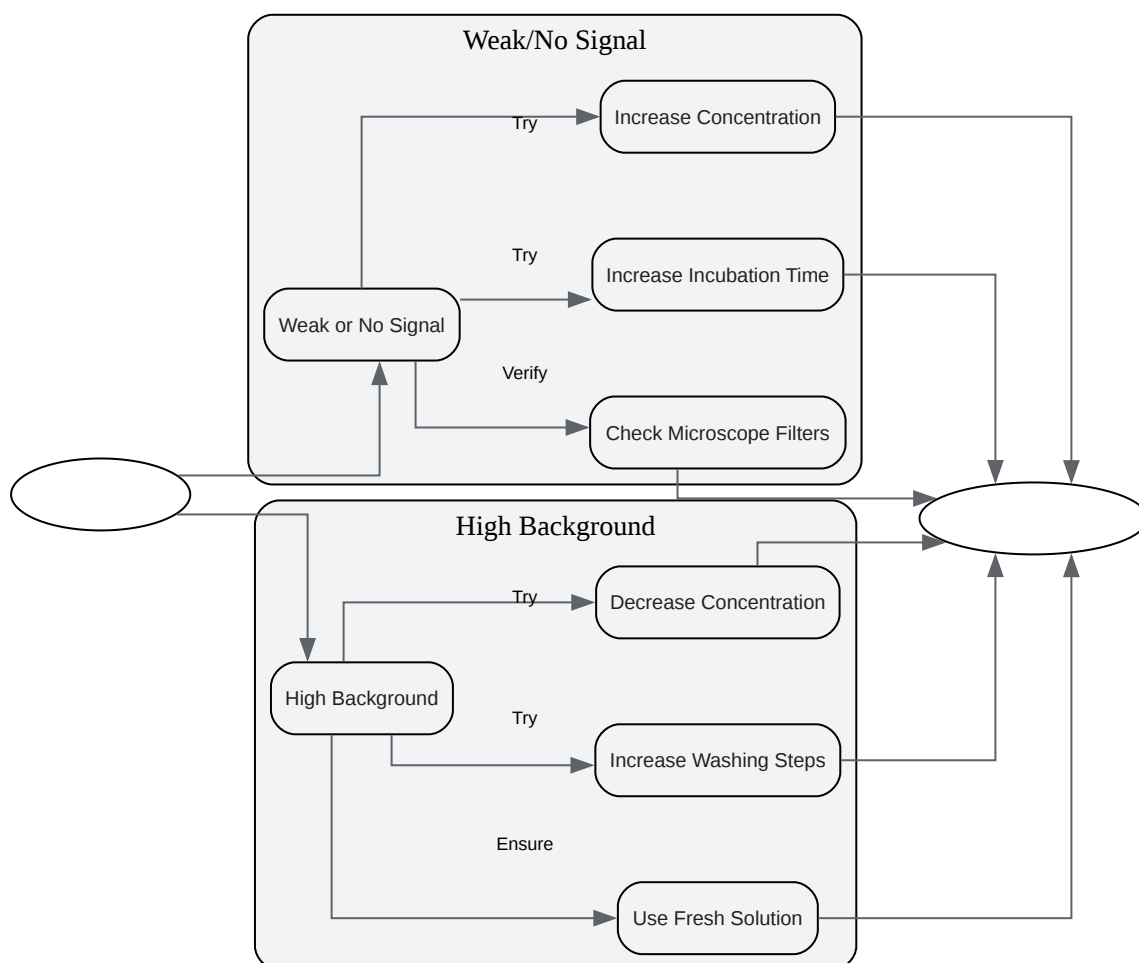 Weak/No Signal
Increase Concentration
Try
Try
Increase Incubation Time
Weak or No Signal
Verify
Check Microscope Filters
High Background
Try
Decrease Concentration
High Background
Try
Increase Washing Steps
Ensure
Use Fresh Solution